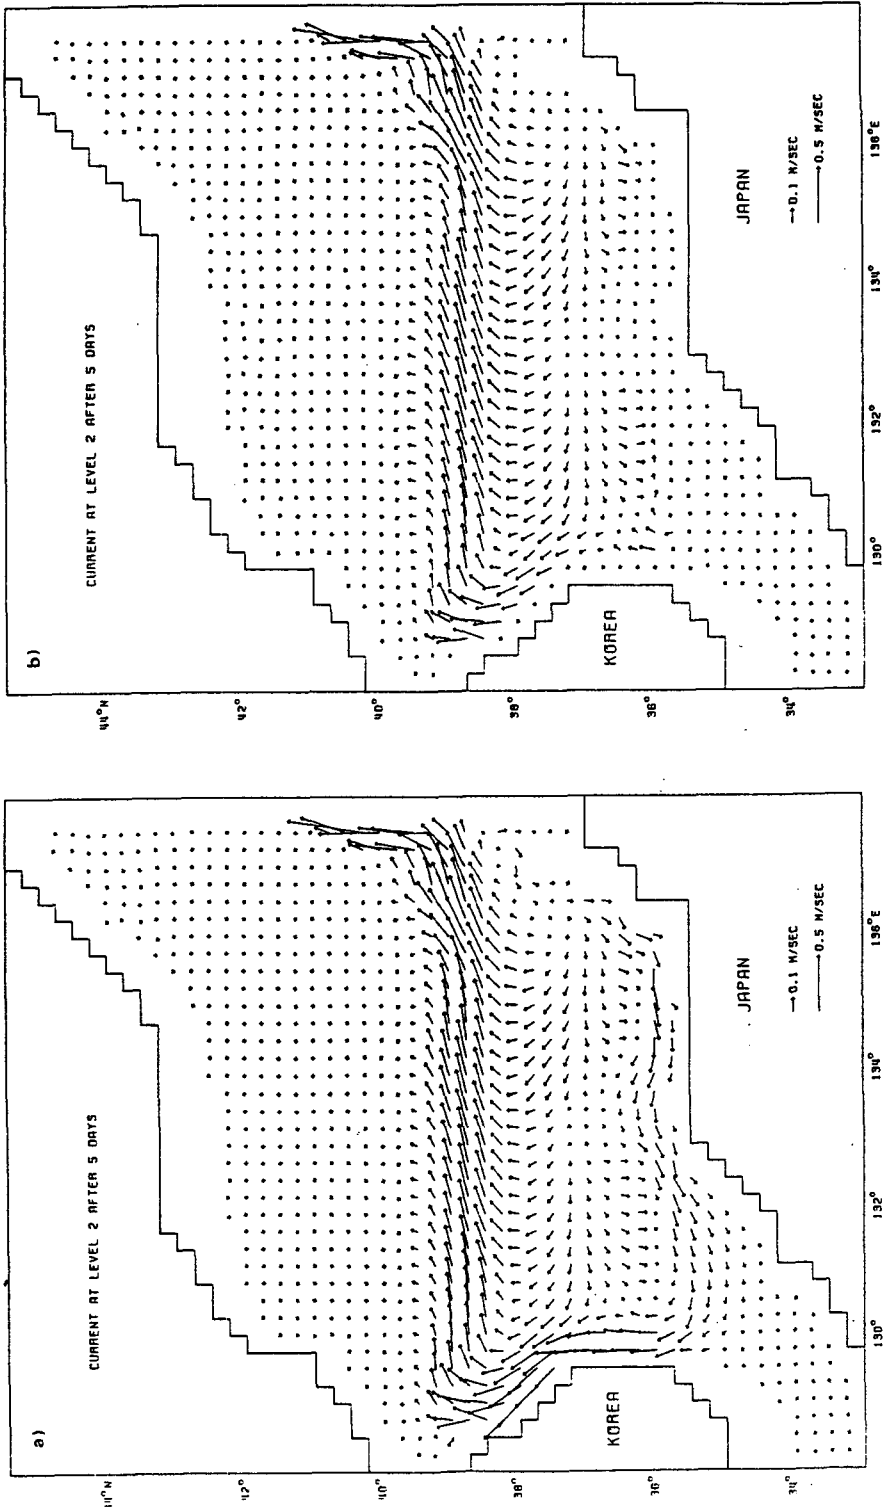 a)
CURRENT AT LEVEL 2 AFTER 5 DAYS
44°N
42°
40°
38°
36°
34°
KOREA
JAPAN
0.1 M/SEC
0.5 M/SEC
130°
132°
134°
136°E
b)
CURRENT AT LEVEL 2 AFTER 5 DAYS
44°N
42°
40°
38°
36°
34°
KOREA
JAPAN
0.1 M/SEC
0.5 M/SEC
130°
132°
134°
136°E